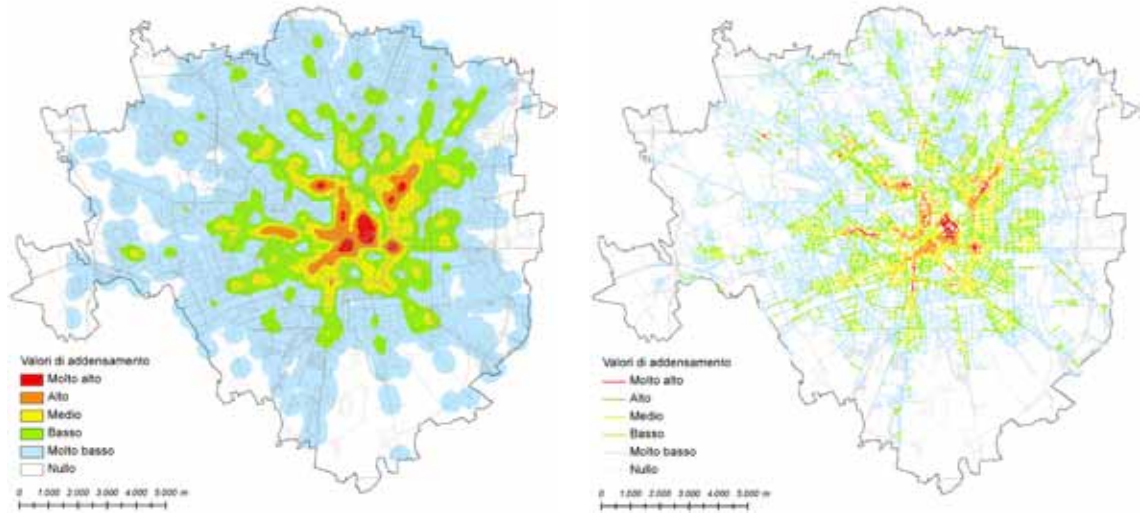 Valori di addensamento
Molto alto
Alto
Medio
Basso
Molto basso
Nullo
0 1.000 2.000 3.000 4.000 5.000 m
Valori di addensamento
Molto alto
Alto
Medio
Basso
Molto basso
Nullo
0 1.000 2.000 3.000 4.000 5.000 m